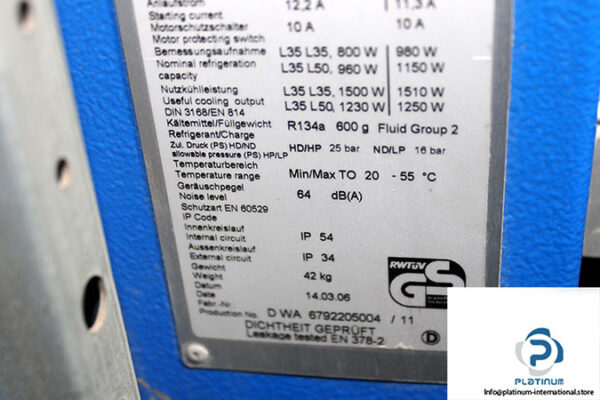 Anlaufstrom 12,2 A 11,3 A
Starting current
Motorschutzschalter 10 A 10 A
Motor protecting switch
Bemessungsaufnahme L35 L35, 800 W 980 W
Nominal refrigeration L35 L50, 960 W 1150 W
capacity
Nutzkühlleistung L35 L35, 1500 W 1510 W
Useful cooling output L35 L50, 1230 W 1250 W
DIN 3168/EN 814
Kältemittel/Füllgewicht R134a 600 g Fluid Group 2
Refrigerant/Charge
Zul. Druck (PS) HD/ND HD/HP 25 bar ND/LP 16 bar
allowable pressure (PS) HP/LP
Temperaturbereich
Temperature range Min/Max TO 20 - 55 °C
Geräuschpegel
Noise level 64 dB(A)
Schutzart EN 60529
IP Code
Innenkreislauf
Internal circuit IP 54
Aussenkreislauf
External circuit IP 34
Gewicht
Weight 42 kg
Datum
Date 14.03.06
Fabr.-Nr.
Production No. D WA 6792205004 / 11
DICHTHEIT GEPRÜFT
Leakage tested EN 378-2
RWTÜV
GS
D
PLATINUM
Info@platinum-international.store